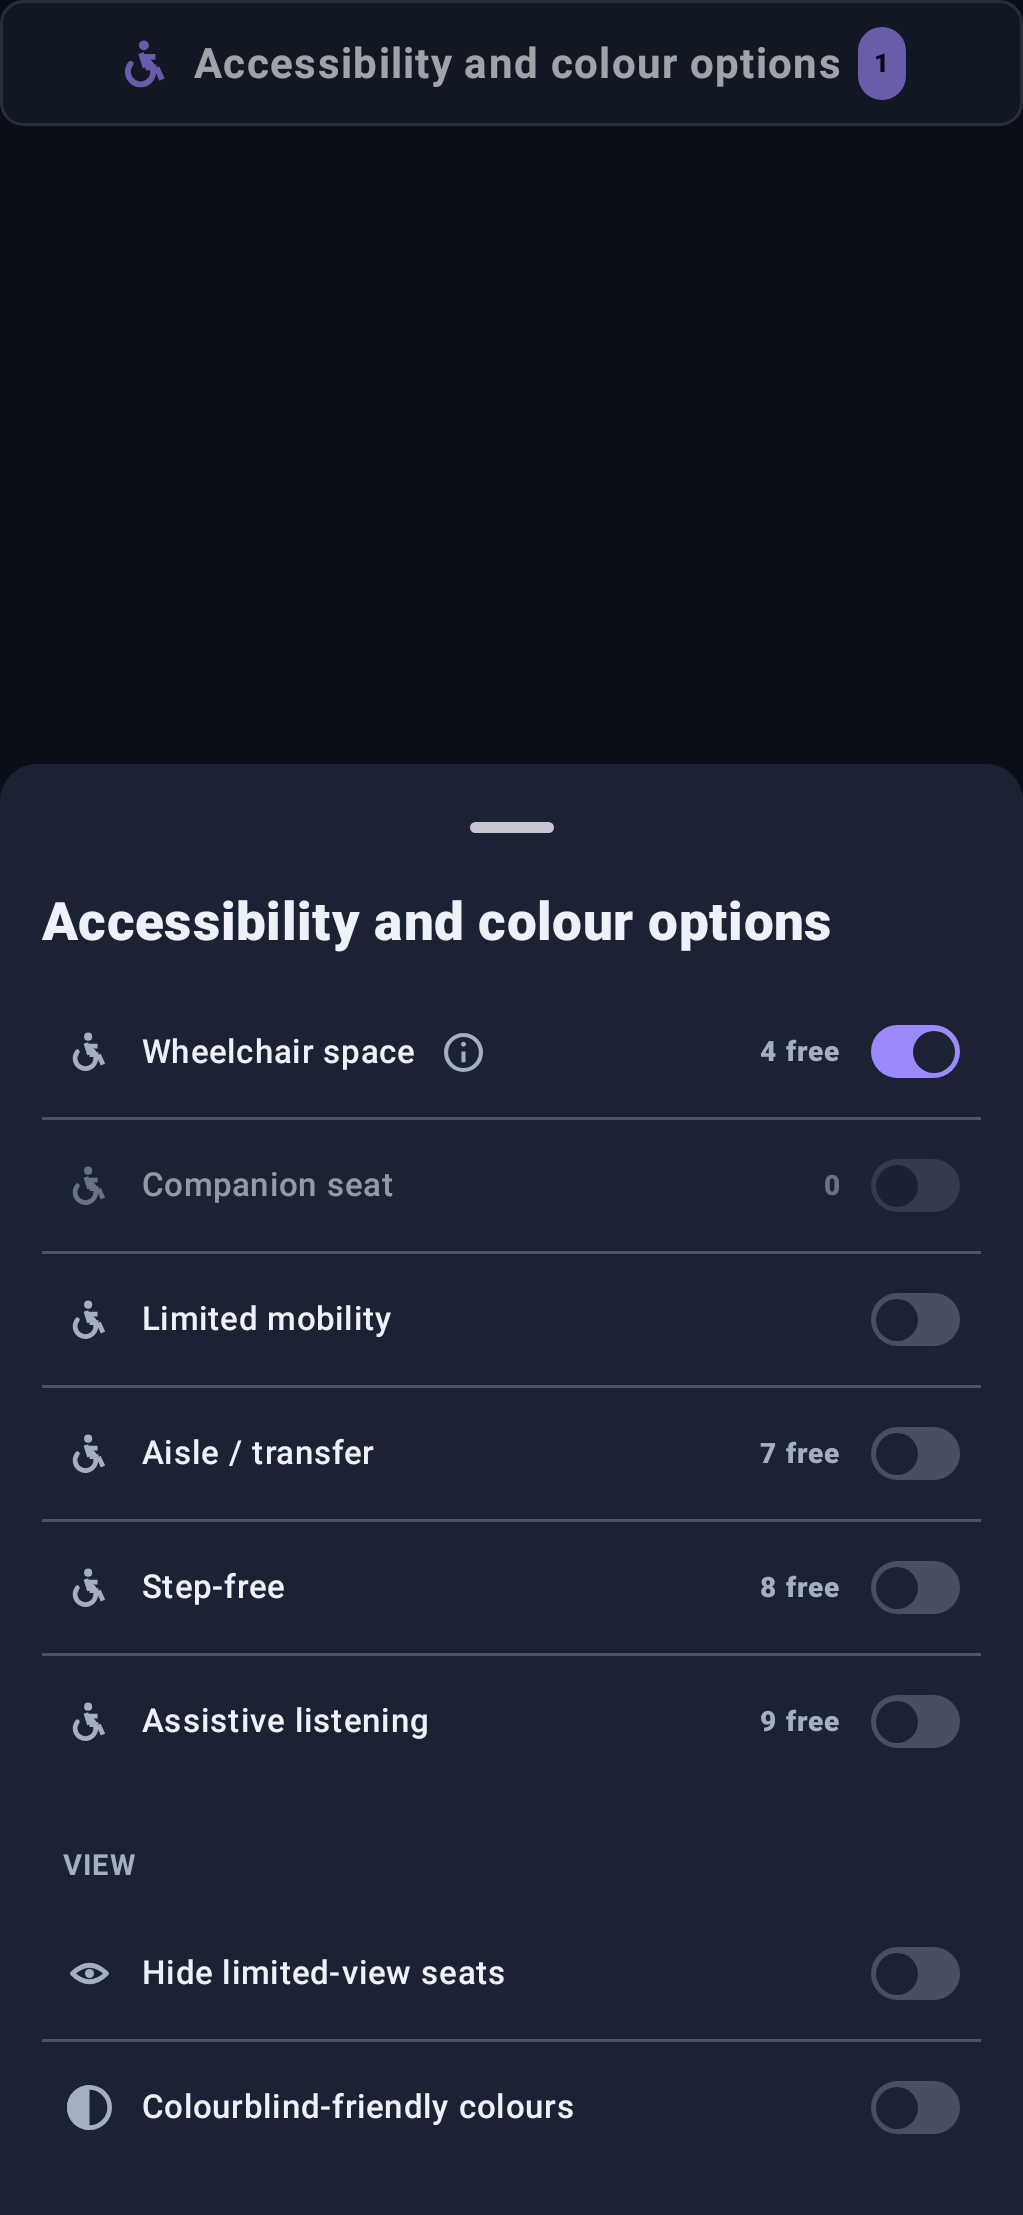 Accessibility and colour options 1
Accessibility and colour options
Wheelchair space 4 free
Companion seat 0
Limited mobility
Aisle / transfer 7 free
Step-free 8 free
Assistive listening 9 free
VIEW
Hide limited-view seats
Colourblind-friendly colours